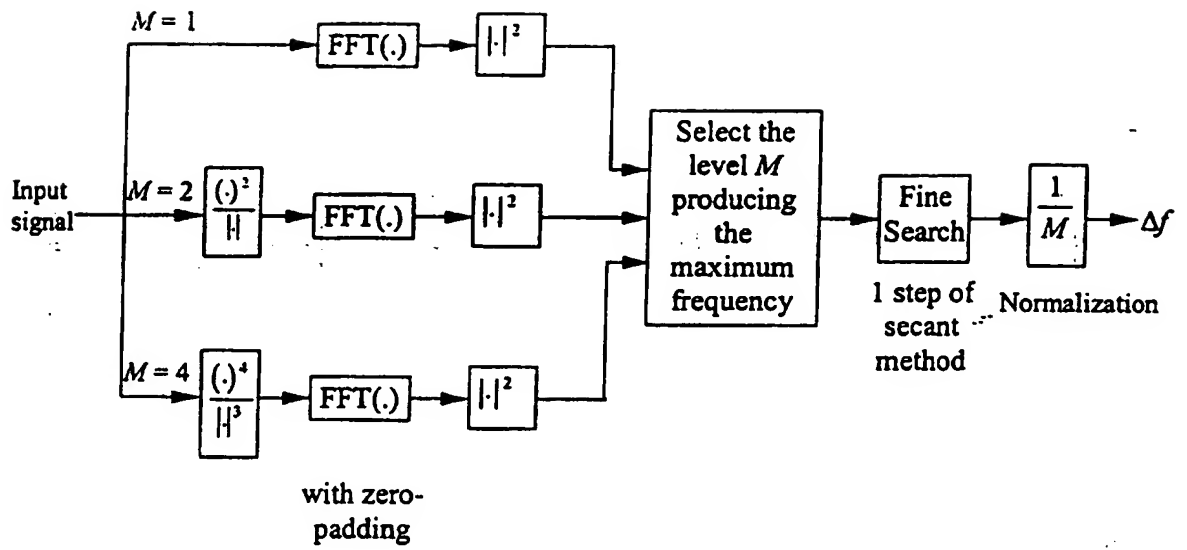 M = 1
FFT(.)
|·|²
Input
signal
M = 2
(·)²
|·|
FFT(.)
|·|²
Select the
level M
producing
the
maximum
frequency
Fine
Search
1
M
Δf
1 step of
secant
method
Normalization
M = 4
(.)⁴
|·|³
FFT(.)
|·|²
with zero-
padding